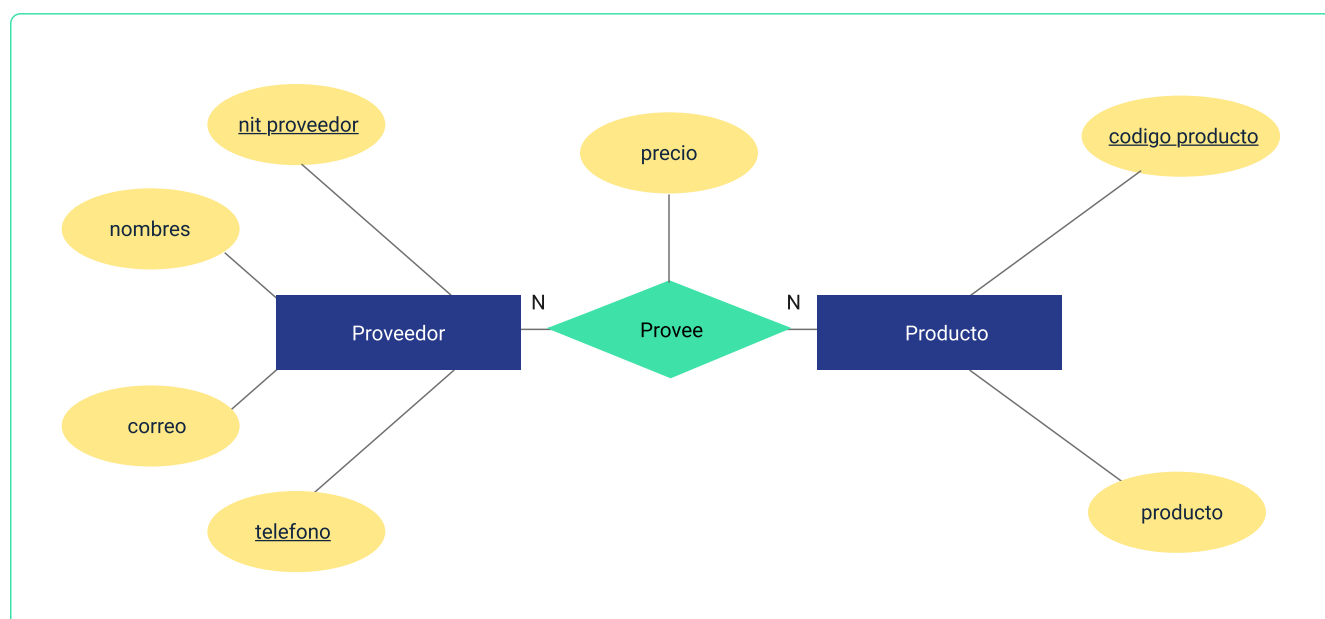 nit proveedor
precio
codigo producto
nombres
N
N
Proveedor
Provee
Producto
correo
telefono
producto